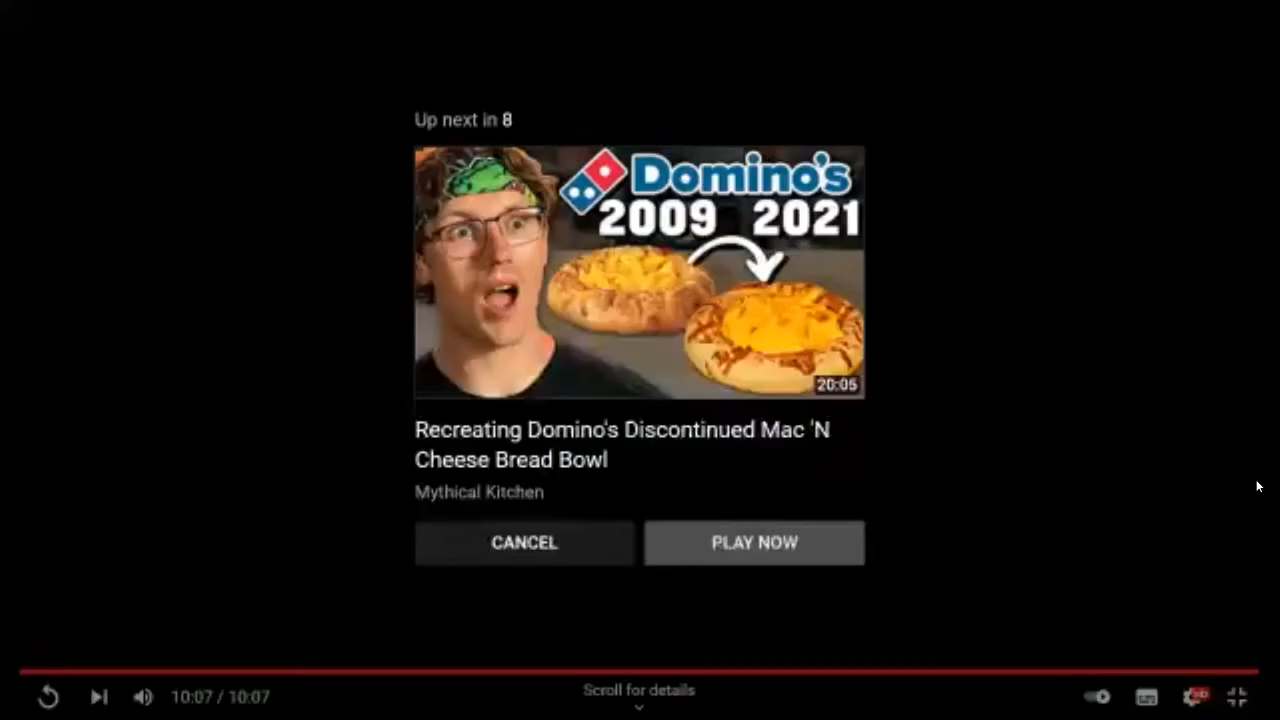 Up next in 8
Domino's
2009 2021
20:05
Recreating Domino's Discontinued Mac 'N
Cheese Bread Bowl
Mythical Kitchen
CANCEL
PLAY NOW
Scroll for details
10:07 / 10:07
HD